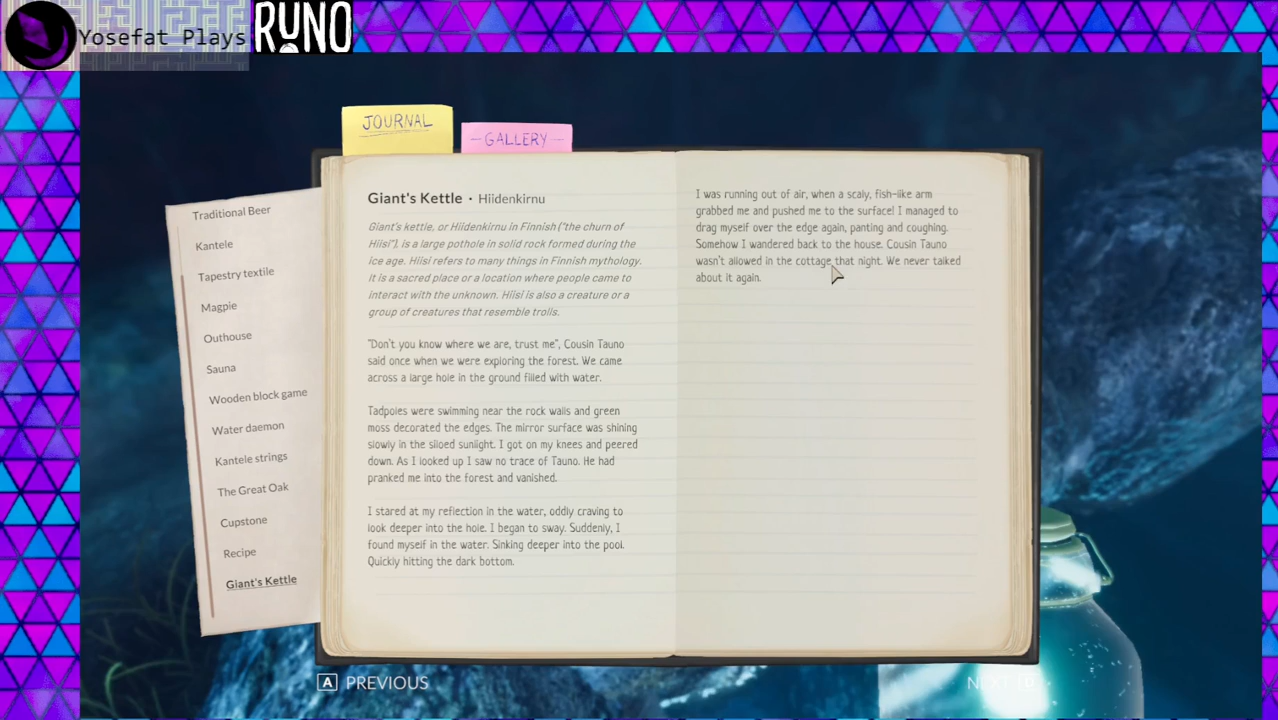 Yosefat Plays
RUNO
JOURNAL
- GALLERY -
Traditional Beer
Kantele
Tapestry textile
Magpie
Outhouse
Sauna
Wooden block game
Water daemon
Kantele strings
The Great Oak
Cupstone
Recipe
Giant's Kettle
Giant's Kettle • Hiidenkirnu
Giant's kettle, or Hiidenkirnu in Finnish ("the churn of
Hiisi"), is a large pothole in solid rock formed during the
ice age. Hiisi refers to many things in Finnish mythology.
It is a sacred place or a location where people came to
interact with the unknown. Hiisi is also a creature or a
group of creatures that resemble trolls.
"Don't you know where we are, trust me", Cousin Tauno
said once when we were exploring the forest. We came
across a large hole in the ground filled with water.
Tadpoles were swimming near the rock walls and green
moss decorated the edges. The mirror surface was shining
slowly in the sliced sunlight. I got on my knees and peered
down. As I looked up I saw no trace of Tauno. He had
pranked me into the forest and vanished.
I stared at my reflection in the water, oddly craving to
look deeper into the hole. I began to sway. Suddenly, I
found myself in the water. Sinking deeper into the pool.
Quickly hitting the dark bottom.
I was running out of air, when a scaly, fish-like arm
grabbed me and pushed me to the surface! I managed to
drag myself over the edge again, panting and coughing.
Somehow I wandered back to the house. Cousin Tauno
wasn't allowed in the cottage that night. We never talked
about it again.
A PREVIOUS
NEXT D